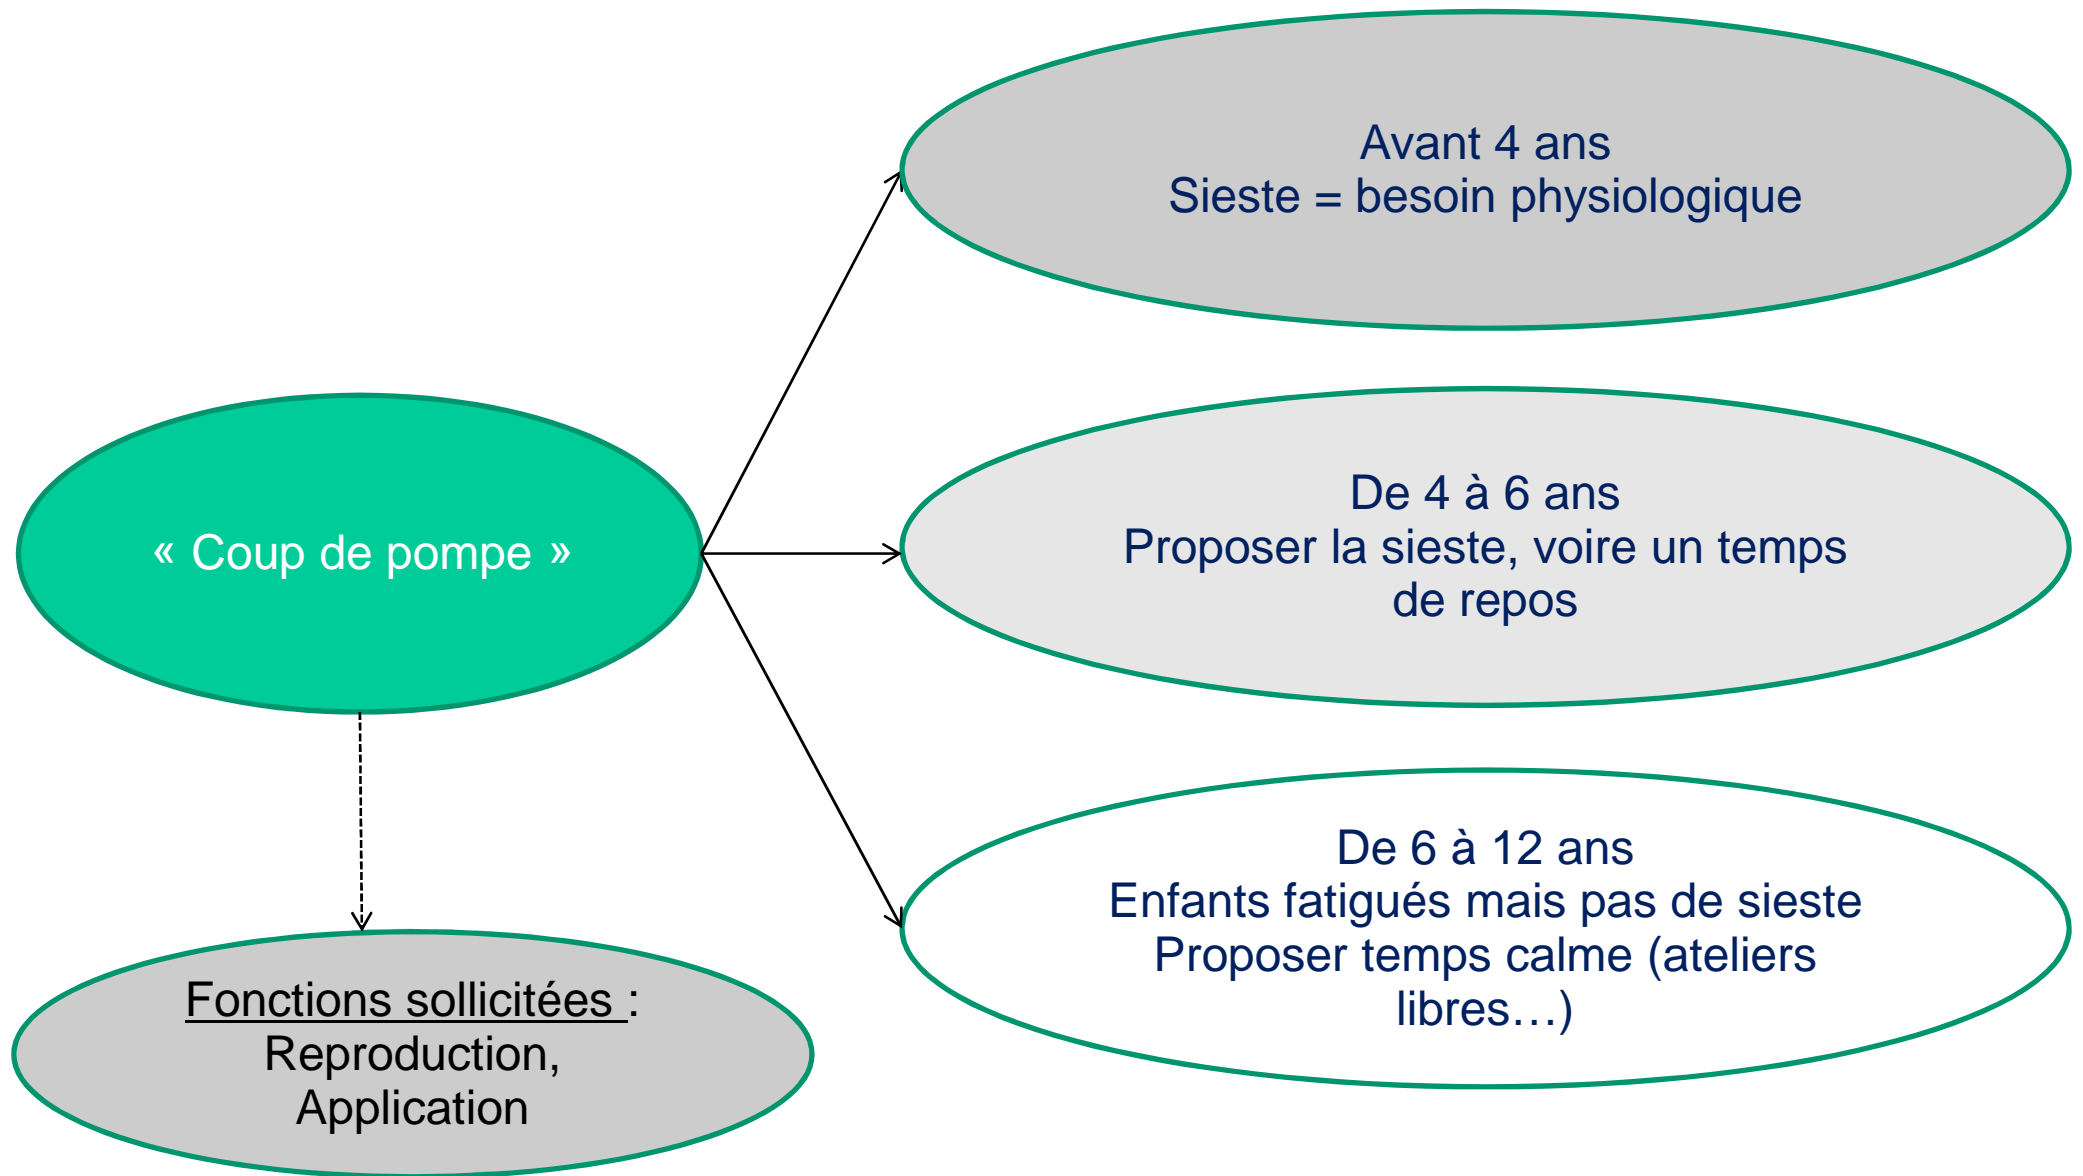 Avant 4 ans
Sieste = besoin physiologique
« Coup de pompe »
De 4 à 6 ans
Proposer la sieste, voire un temps
de repos
De 6 à 12 ans
Enfants fatigués mais pas de sieste
Proposer temps calme (ateliers
libres…)
Fonctions sollicitées :
Reproduction,
Application